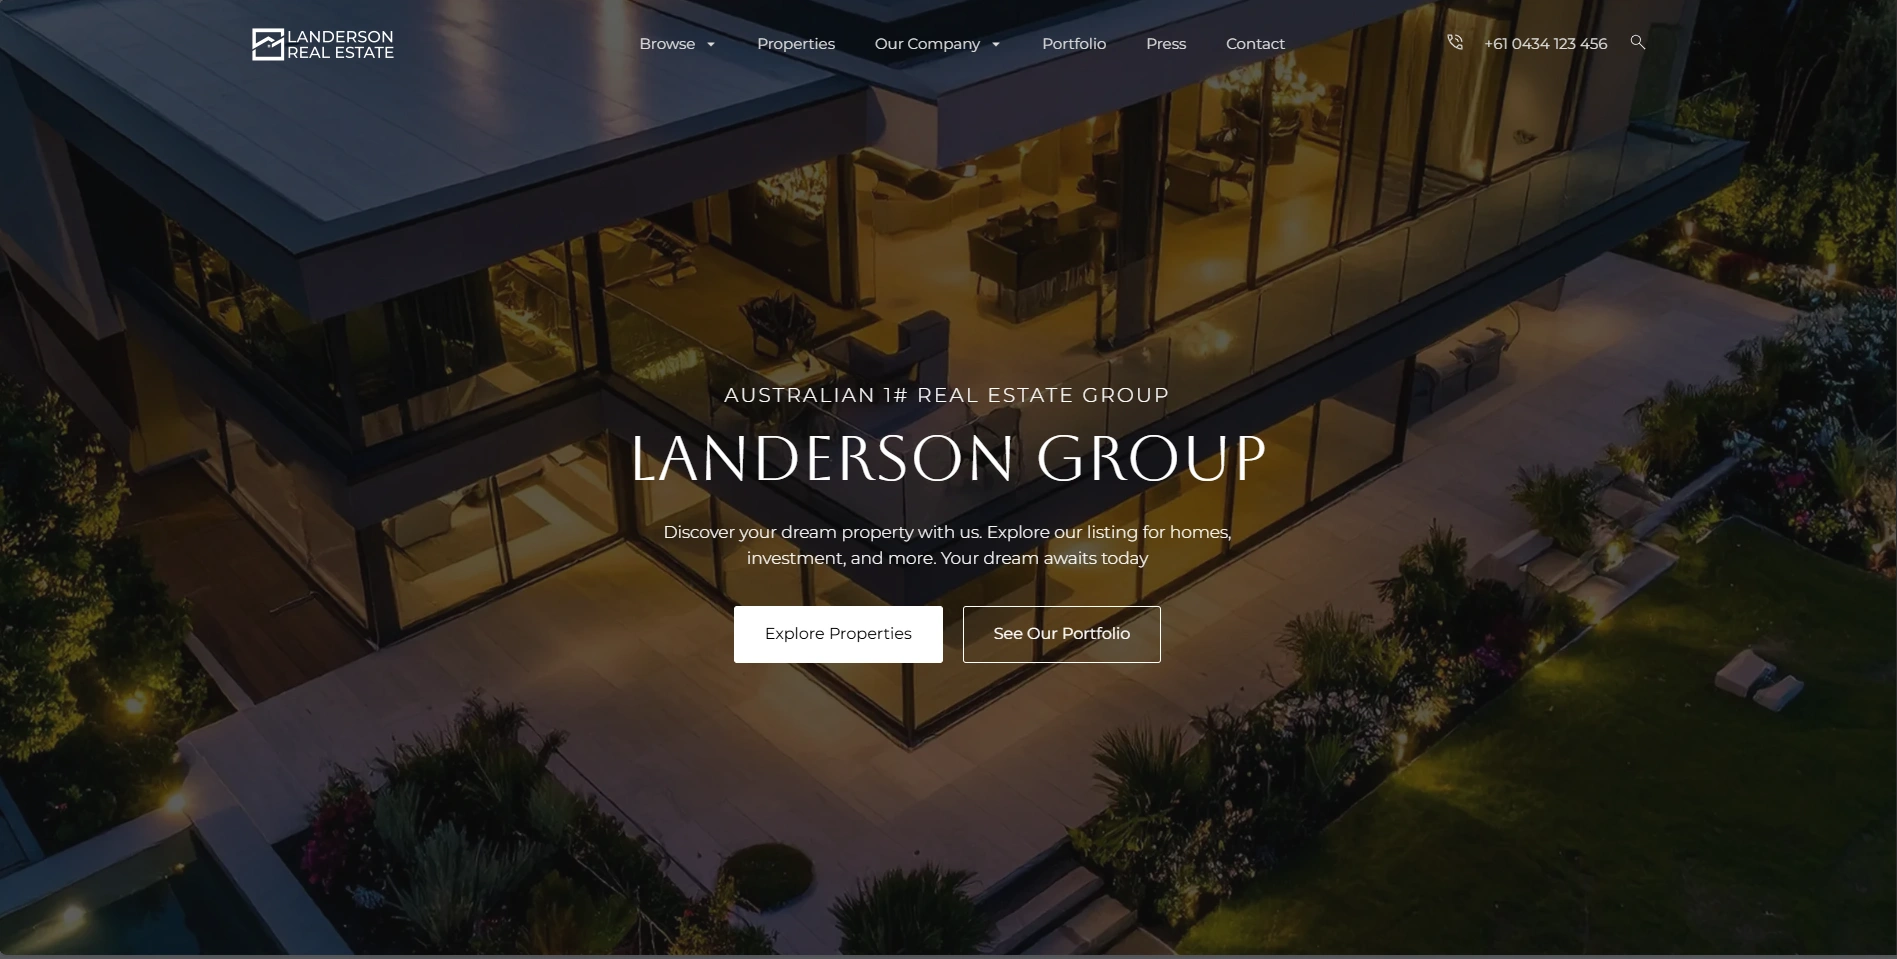 LANDERSON
REAL ESTATE
Browse
Properties
Our Company
Portfolio
Press
Contact
+61 0434 123 456
AUSTRALIAN 1# REAL ESTATE GROUP
LANDERSON GROUP
Discover your dream property with us. Explore our listing for homes,
investment, and more. Your dream awaits today
Explore Properties
See Our Portfolio